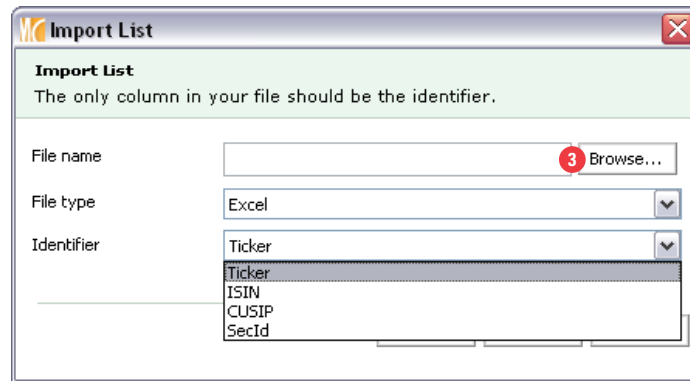 Import List
Import List
The only column in your file should be the identifier.
File name
3 Browse...
File type Excel
Identifier Ticker
Ticker
ISIN
CUSIP
SecId